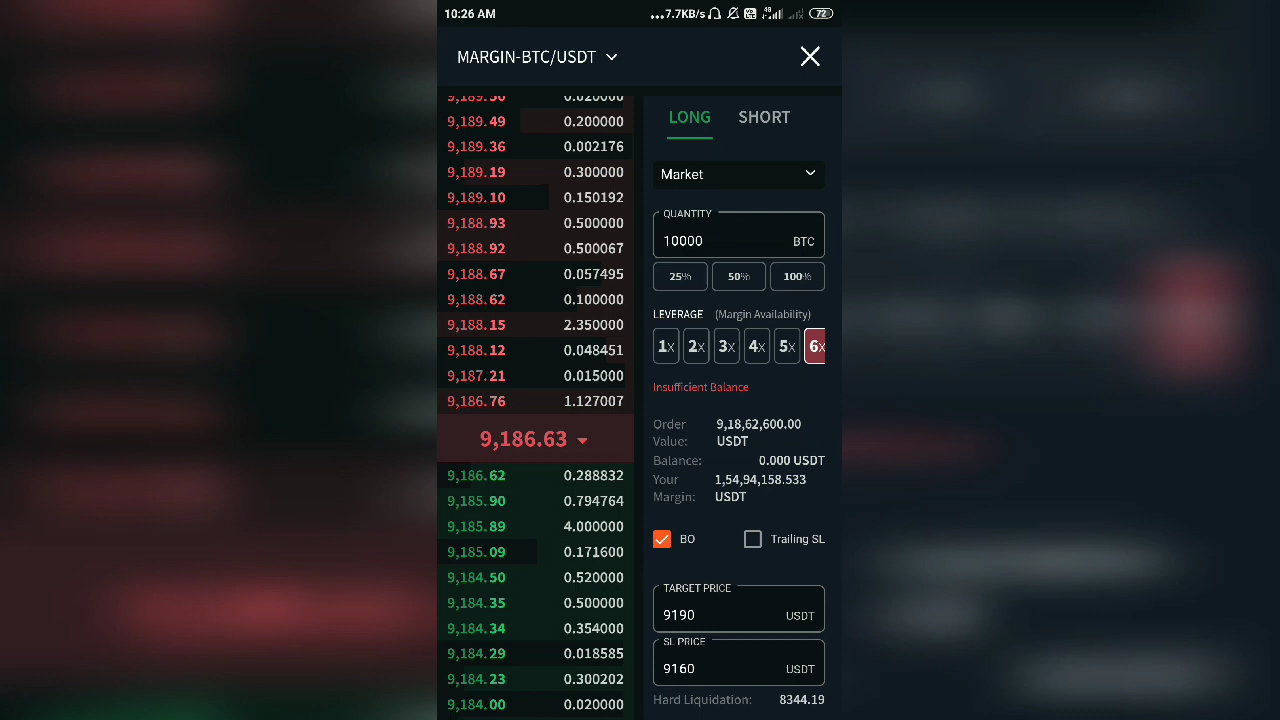 10:26 AM
...7.7KB/s
4G
72
MARGIN-BTC/USDT
9,189.50 0.020000
9,189.49 0.200000
9,189.36 0.002176
9,189.19 0.300000
9,189.10 0.150192
9,188.93 0.500000
9,188.92 0.500067
9,188.67 0.057495
9,188.62 0.100000
9,188.15 2.350000
9,188.12 0.048451
9,187.21 0.015000
9,186.76 1.127007
9,186.63
9,186.62 0.288832
9,185.90 0.794764
9,185.89 4.000000
9,185.09 0.171600
9,184.50 0.520000
9,184.35 0.500000
9,184.34 0.354000
9,184.29 0.018585
9,184.23 0.300202
9,184.00 0.020000
LONG SHORT
Market
QUANTITY
10000 BTC
25% 50% 100%
LEVERAGE (Margin Availability)
1x 2x 3x 4x 5x 6x
Insufficient Balance
Order 9,18,62,600.00
Value: USDT
Balance: 0.000 USDT
Your 1,54,94,158.533
Margin: USDT
BO Trailing SL
TARGET PRICE
9190 USDT
SL PRICE
9160 USDT
Hard Liquidation: 8344.19